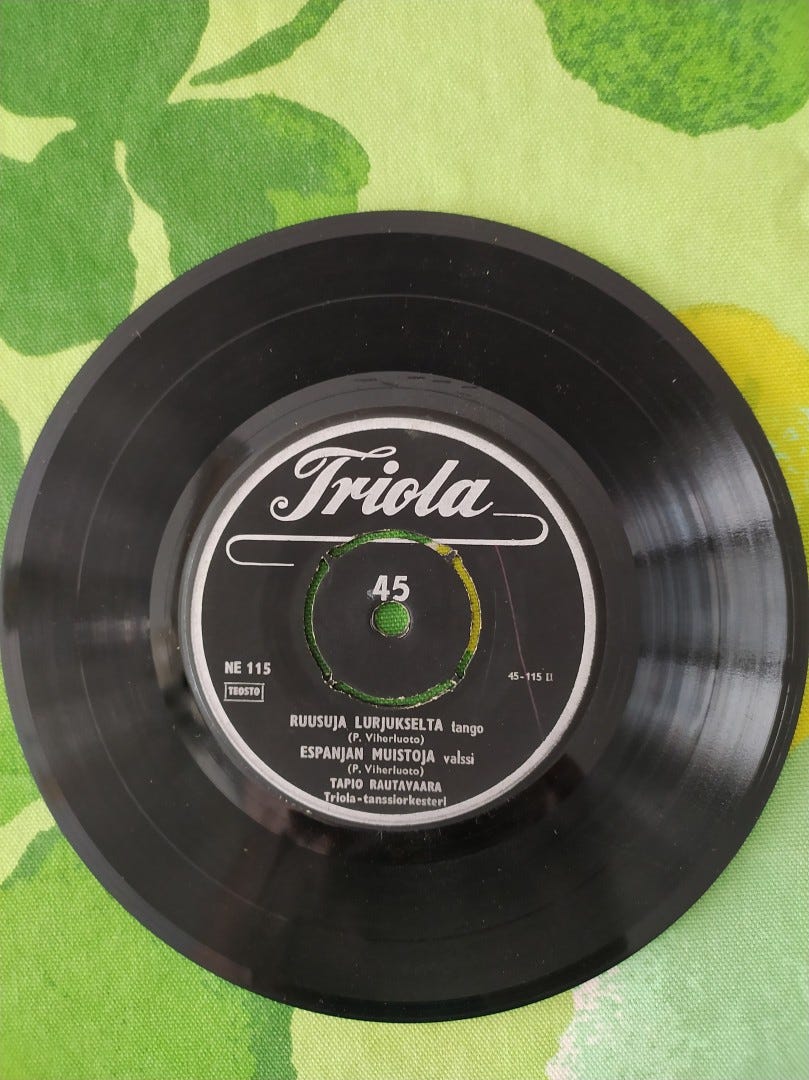 Triola
45
NE 115
TEOSTO
45-115 II
RUUSUJA LURJUKSELTA tango
(P. Viherluoto)
ESPANJAN MUISTOJA valssi
(P. Viherluoto)
TAPIO RAUTAVAARA
Triola-tanssiorkesteri